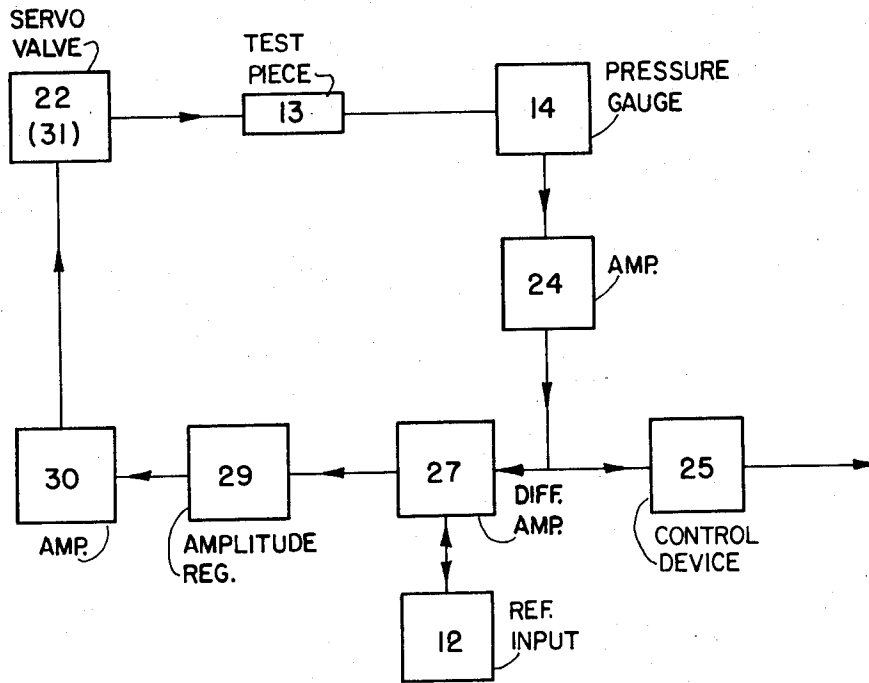 SERVO
VALVE
22
(31)
TEST
PIECE
13
14
PRESSURE
GAUGE
24
AMP.
30
AMP.
29
AMPLITUDE
REG.
27
DIFF.
AMP.
25
CONTROL
DEVICE
12
REF.
INPUT